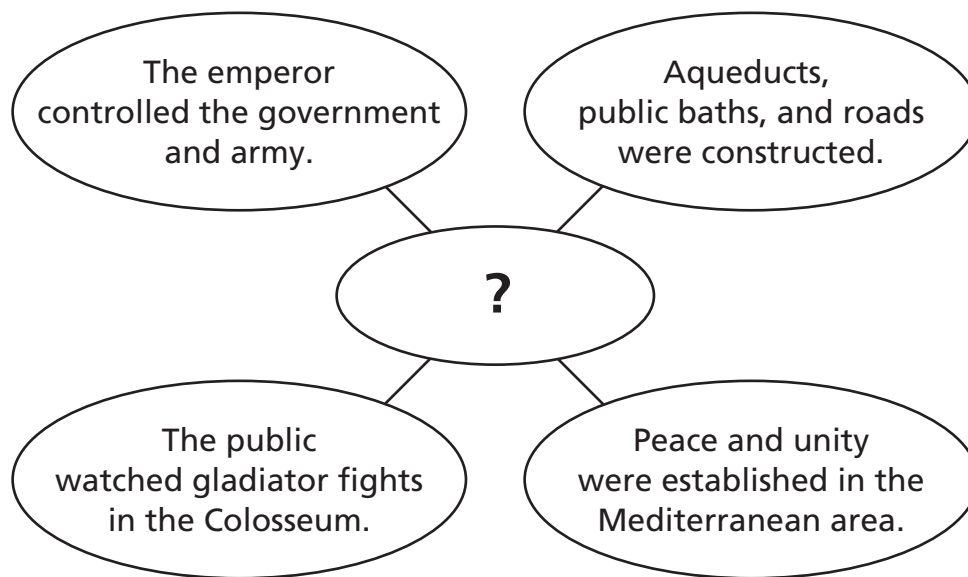 The emperor
controlled the government
and army.
Aqueducts,
public baths, and roads
were constructed.
?
The public
watched gladiator fights
in the Colosseum.
Peace and unity
were established in the
Mediterranean area.